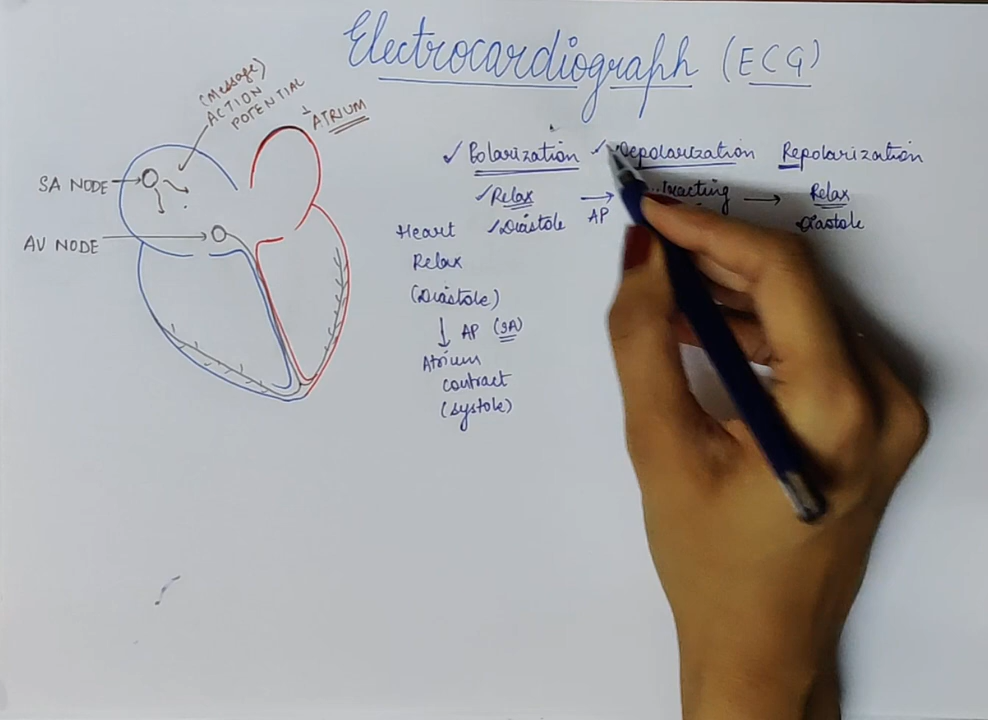 Electrocardiograph (ECG)
(Message)
ACTION
POTENTIAL
ATRIUM
SA NODE
AV NODE
✓ Polarization ✓ Depolarization Repolarization
✓ Relax → → Relax
✓ Diastole AP Diastole
Heart
Relax
(Diastole)
↓ AP (SA)
Atrium
contract
(systole)